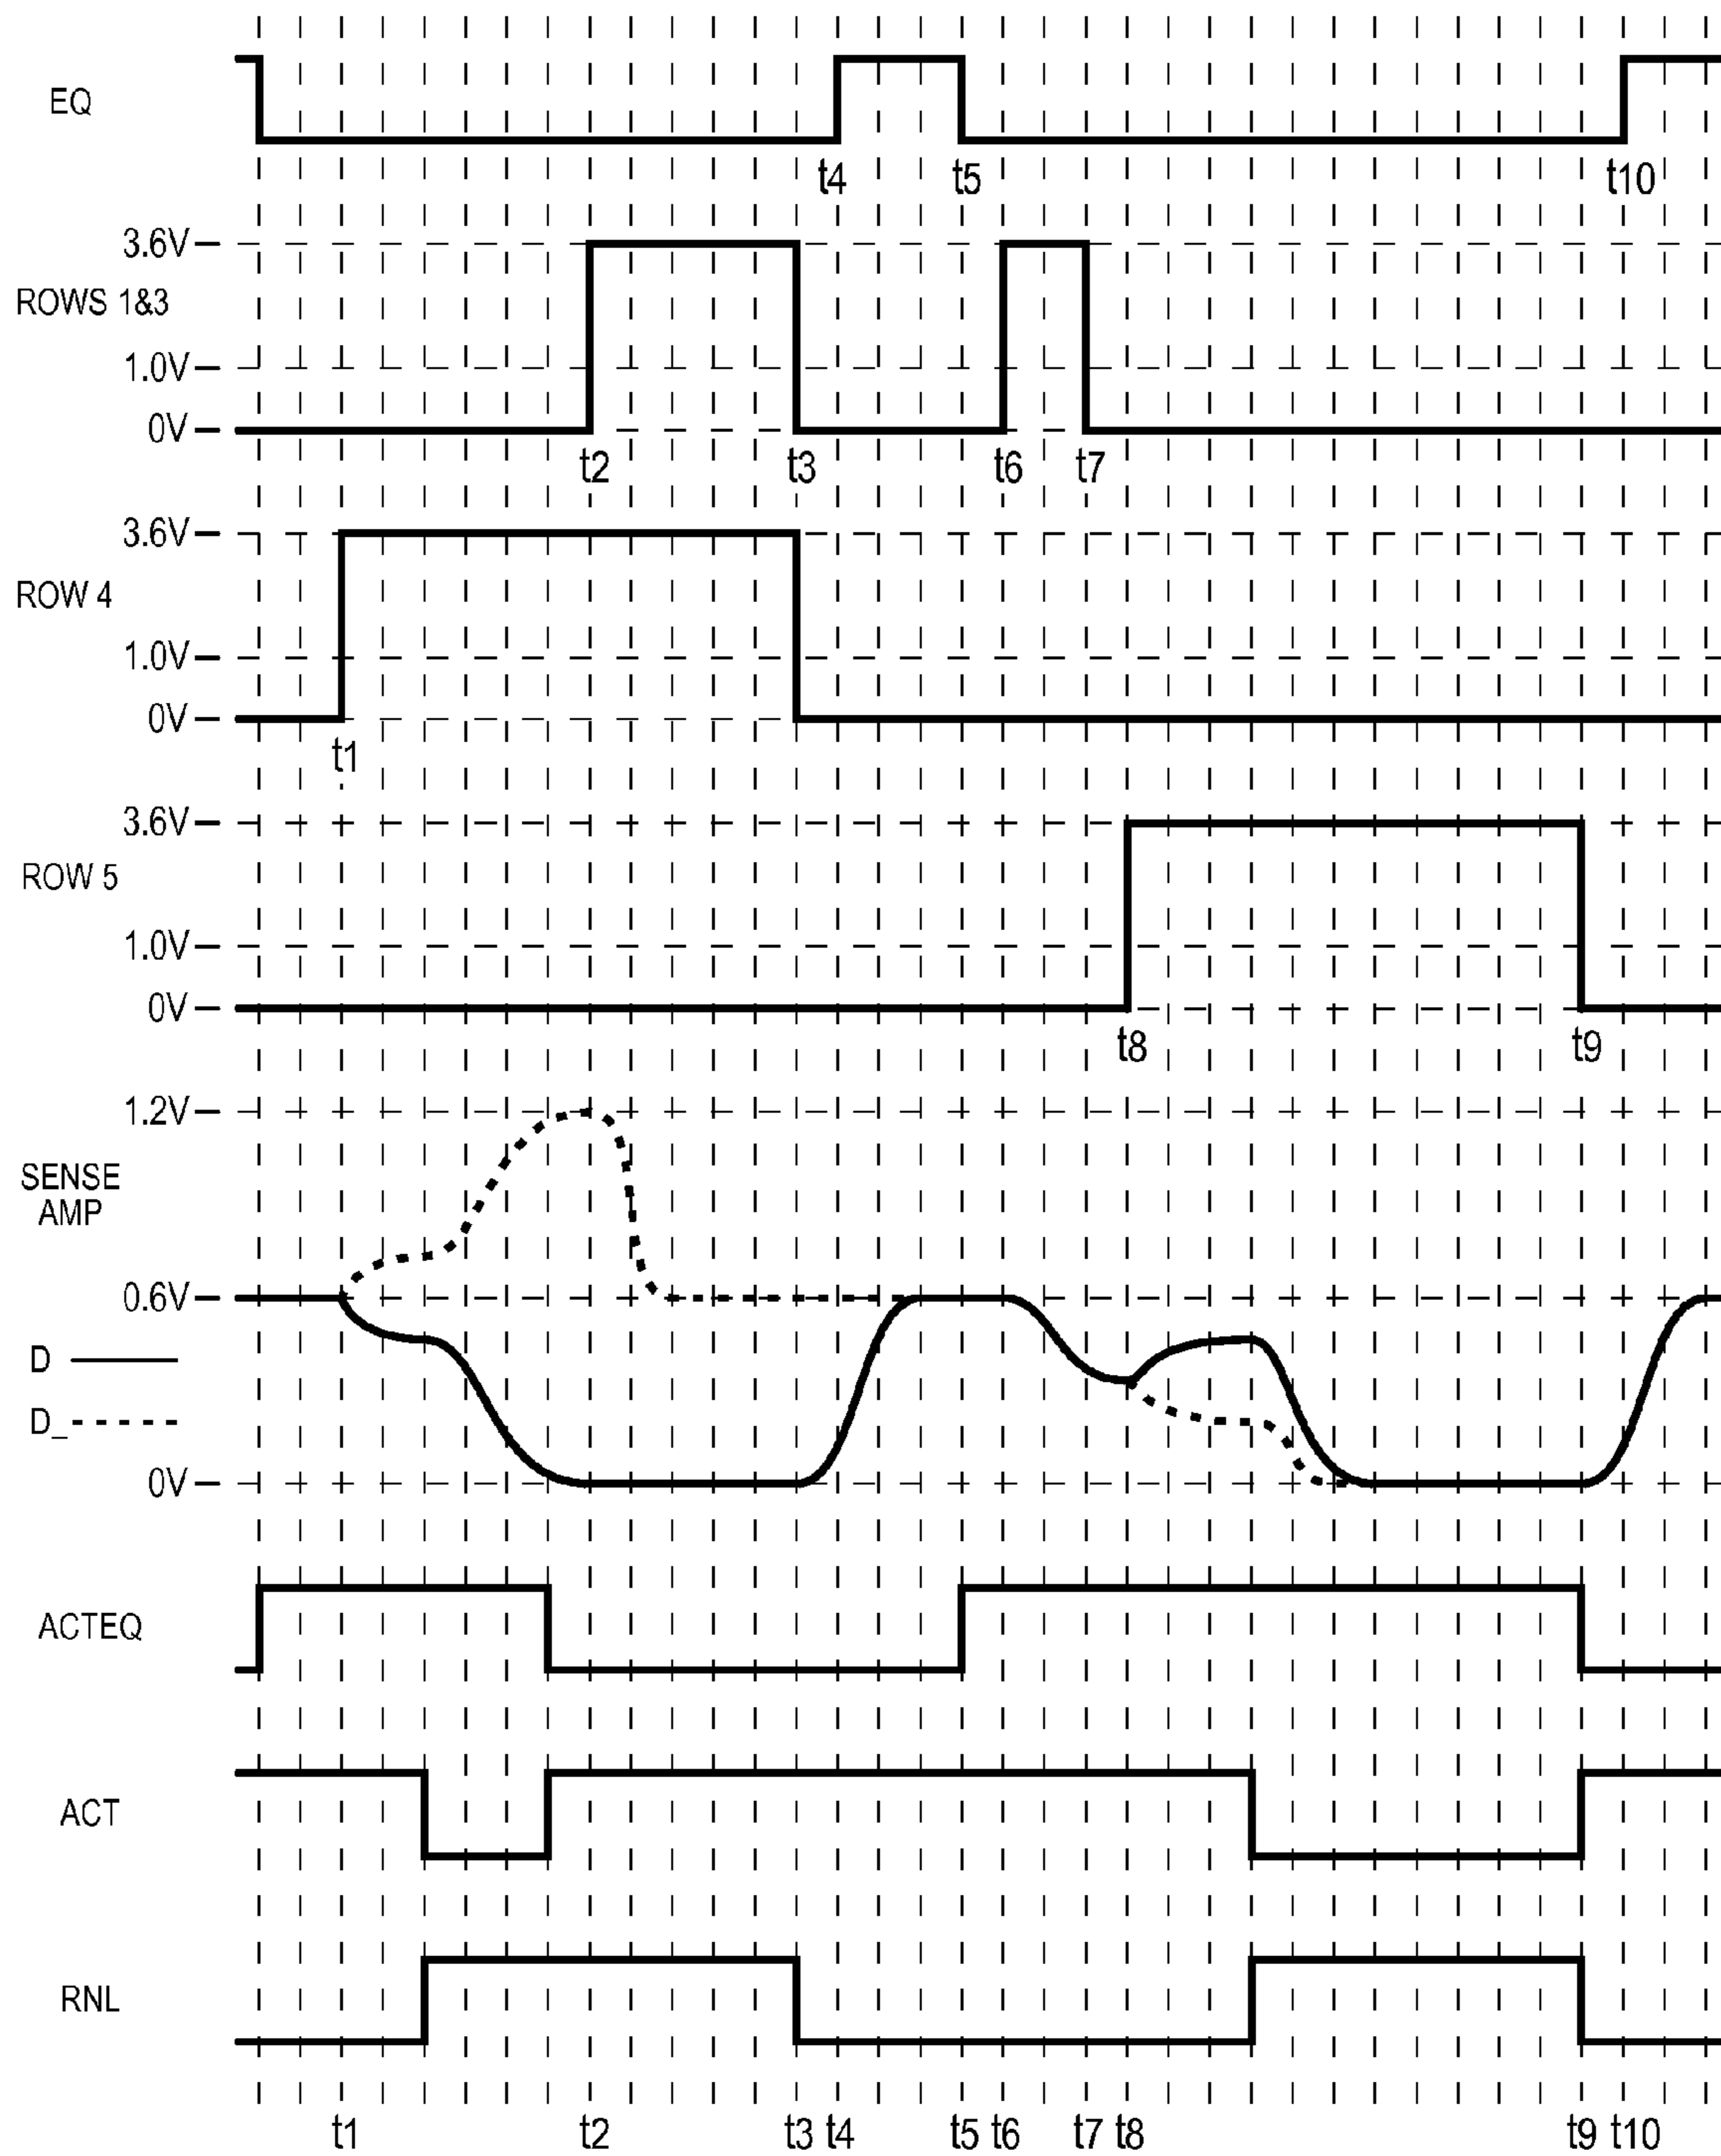 EQ
t4 t5 t10
3.6V
ROWS 1&3
1.0V
0V
t2 t3 t6 t7
3.6V
ROW 4
1.0V
0V
t1
3.6V
ROW 5
1.0V
0V
t8 t9
1.2V
SENSE
AMP
0.6V
D
D_
0V
ACTEQ
ACT
RNL
t1 t2 t3 t4 t5 t6 t7 t8 t9 t10